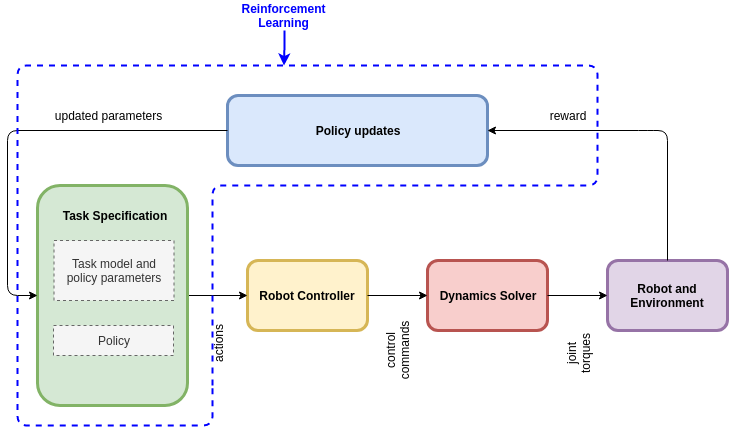 Reinforcement
Learning
updated parameters
reward
Policy updates
Task Specification
Task model and
policy parameters
Policy
actions
Robot Controller
control
commands
Dynamics Solver
joint
torques
Robot and
Environment